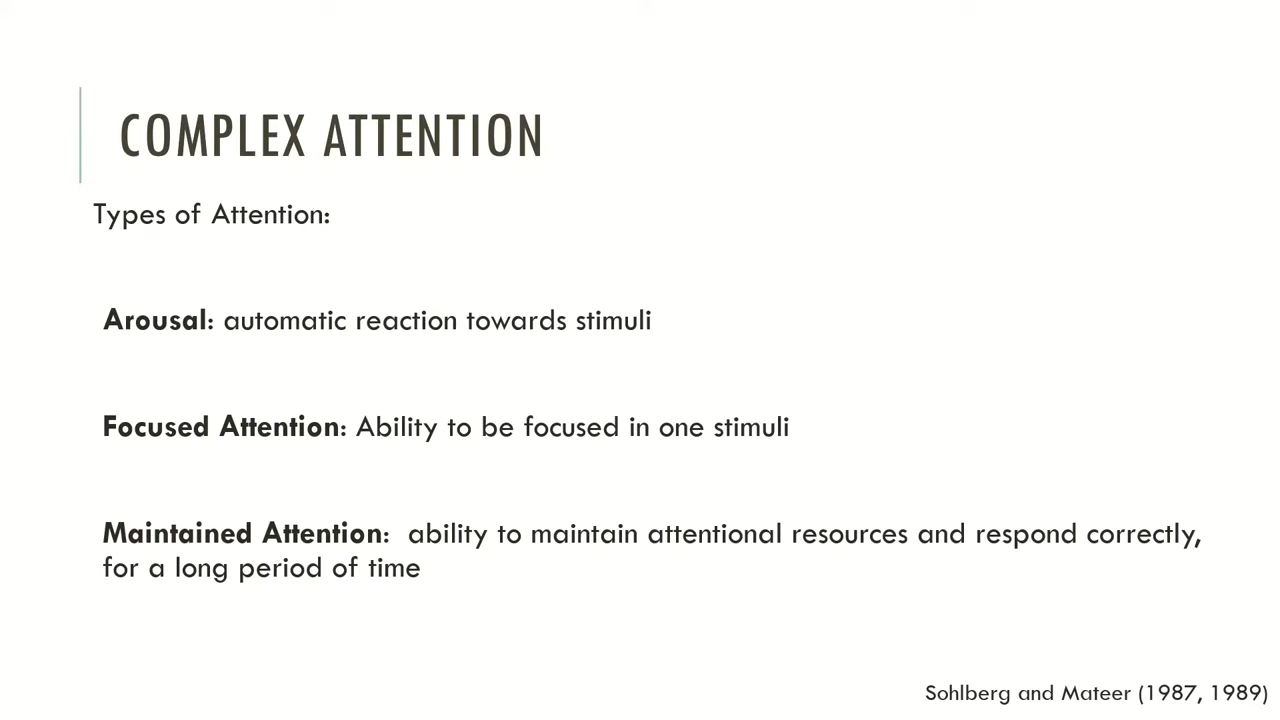 COMPLEX ATTENTION
Types of Attention:
Arousal: automatic reaction towards stimuli
Focused Attention: Ability to be focused in one stimuli
Maintained Attention:  ability to maintain attentional resources and respond correctly,
for a long period of time
Sohlberg and Mateer (1987, 1989)